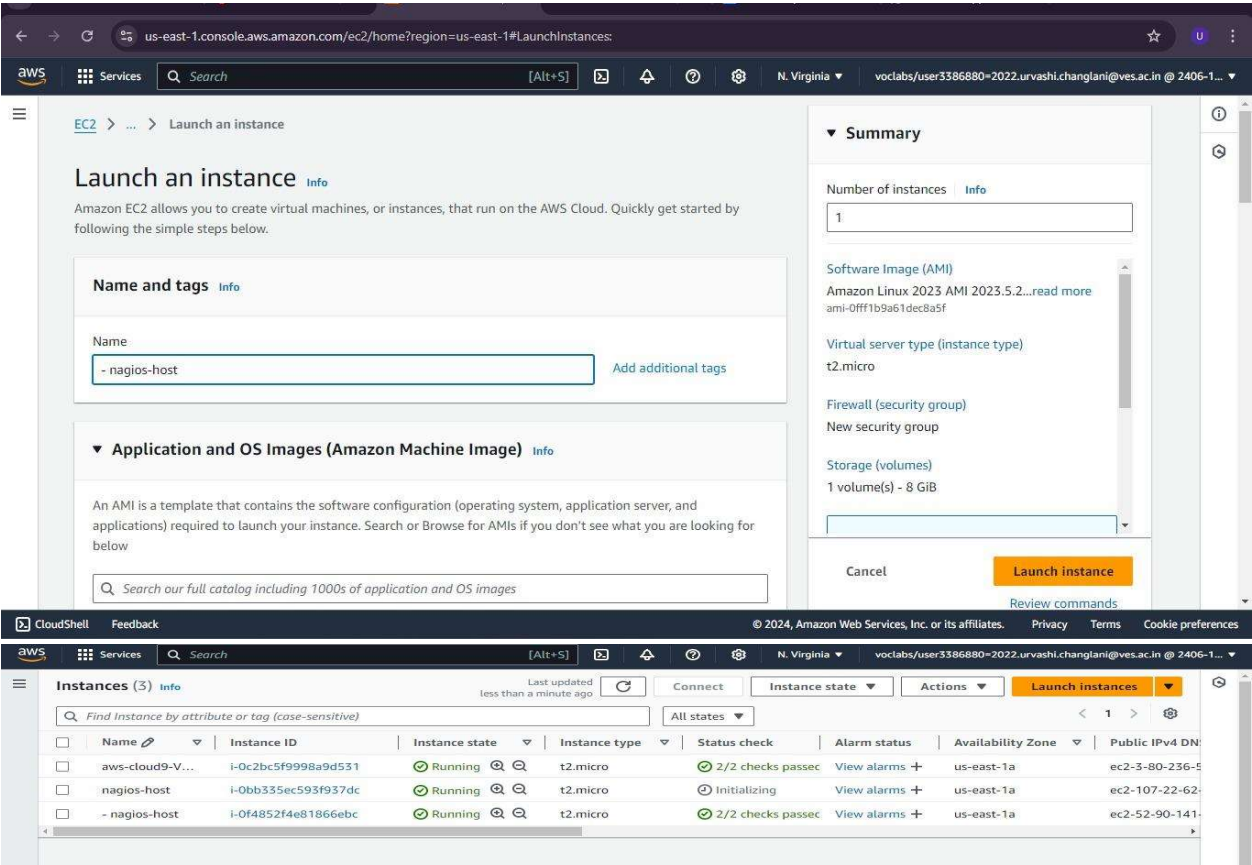 us-east-1.console.aws.amazon.com/ec2/home?region=us-east-1#LaunchInstances:
U
aws Services Search [Alt+S] N. Virginia ▼ voclabs/user3386880=2022.urvashi.changlani@ves.ac.in @ 2406-1... ▼
EC2 > ... > Launch an instance
Launch an instance Info
Amazon EC2 allows you to create virtual machines, or instances, that run on the AWS Cloud. Quickly get started by
following the simple steps below.
Name and tags Info
Name
- nagios-host
Add additional tags
▼ Application and OS Images (Amazon Machine Image) Info
An AMI is a template that contains the software configuration (operating system, application server, and
applications) required to launch your instance. Search or Browse for AMIs if you don't see what you are looking for
below
Search our full catalog including 1000s of application and OS images
▼ Summary
Number of instances Info
1
Software Image (AMI)
Amazon Linux 2023 AMI 2023.5.2...read more
ami-0fff1b9a61dec8a5f
Virtual server type (instance type)
t2.micro
Firewall (security group)
New security group
Storage (volumes)
1 volume(s) - 8 GiB
Cancel
Launch instance
Review commands
CloudShell Feedback © 2024, Amazon Web Services, Inc. or its affiliates. Privacy Terms Cookie preferences
aws Services Search [Alt+S] N. Virginia ▼ voclabs/user3386880=2022.urvashi.changlani@ves.ac.in @ 2406-1... ▼
Instances (3) Info
Last updated
less than a minute ago
Connect Instance state ▼ Actions ▼ Launch instances ▼
Find Instance by attribute or tag (case-sensitive) All states ▼ < 1 >
Name Instance ID Instance state Instance type Status check Alarm status Availability Zone Public IPv4 DN
aws-cloud9-V... i-0c2bc5f9998a9d531 Running t2.micro 2/2 checks passec View alarms + us-east-1a ec2-3-80-236-5
nagios-host i-0bb335ec593f937dc Running t2.micro Initializing View alarms + us-east-1a ec2-107-22-62-
- nagios-host i-0f4852f4e81866ebc Running t2.micro 2/2 checks passec View alarms + us-east-1a ec2-52-90-141-